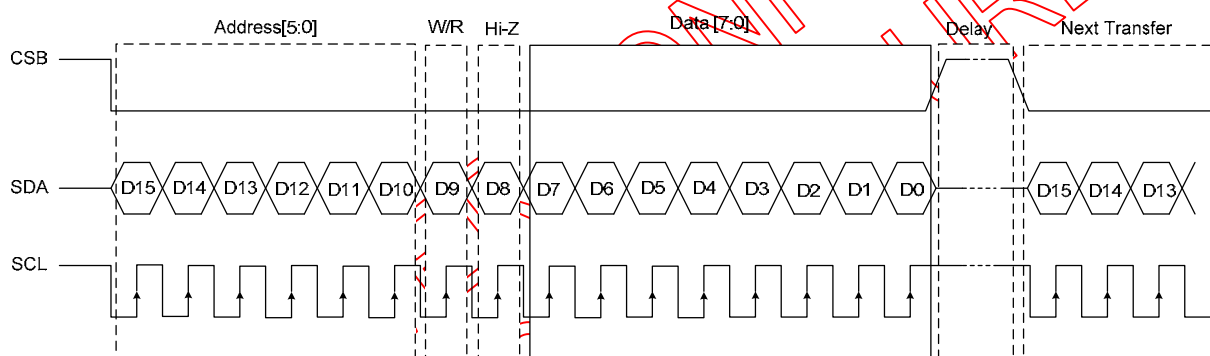 Address[5:0] W/R Hi-Z Data [7:0] Delay Next Transfer
CSB
SDA D15 D14 D13 D12 D11 D10 D9 D8 D7 D6 D5 D4 D3 D2 D1 D0 D15 D14 D13
SCL